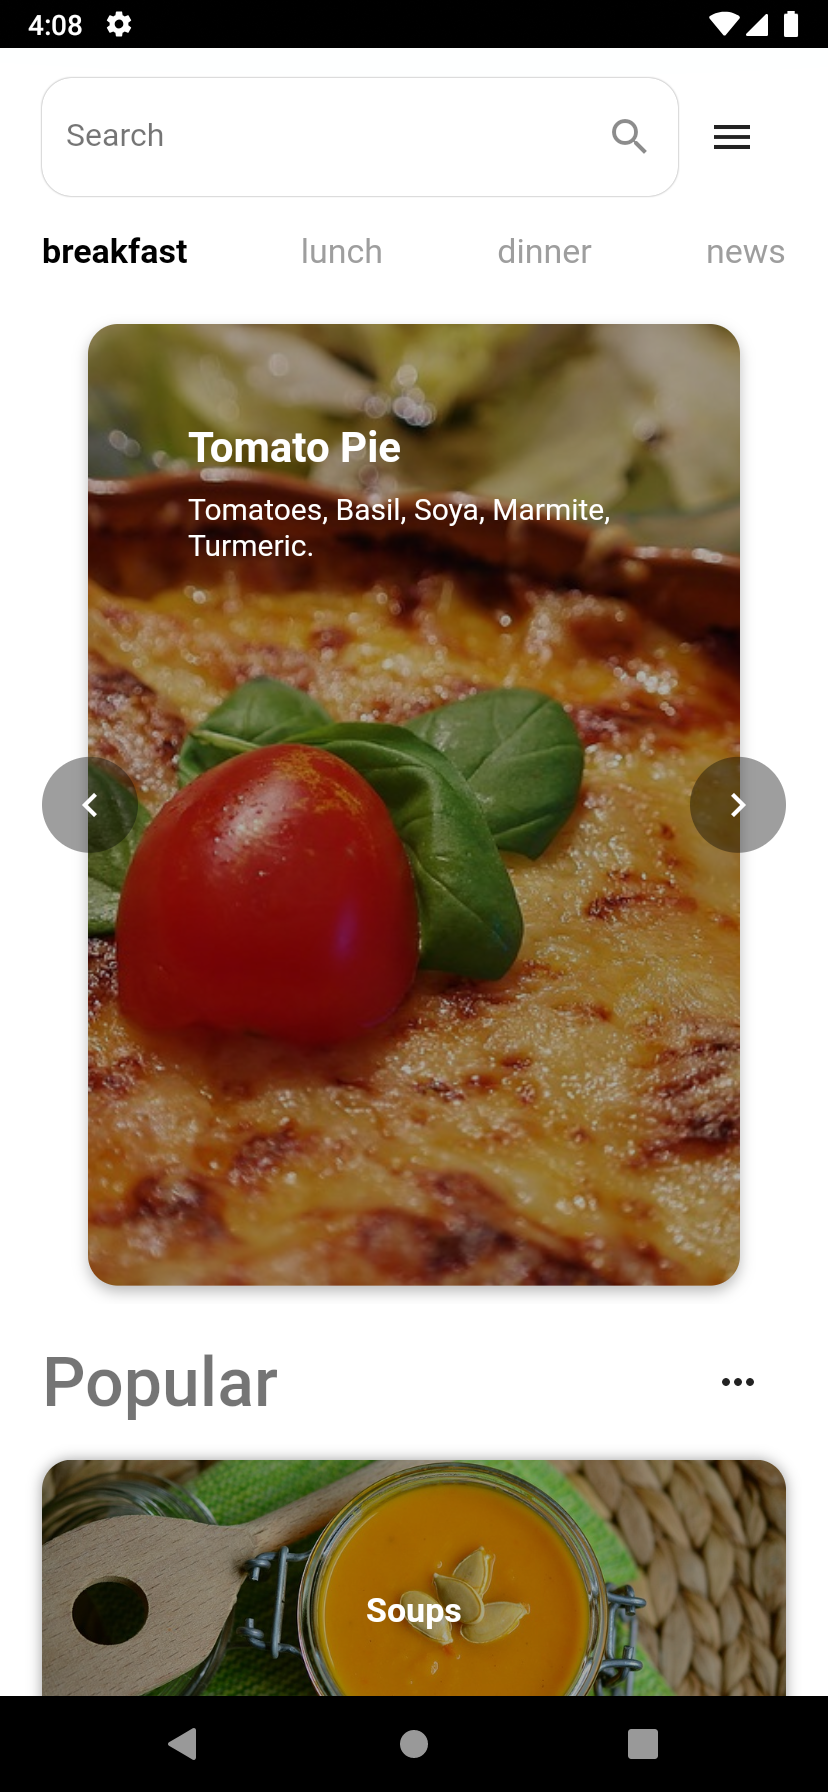 4:08
Search
breakfast lunch dinner news
Tomato Pie
Tomatoes, Basil, Soya, Marmite,
Turmeric.
Popular
Soups